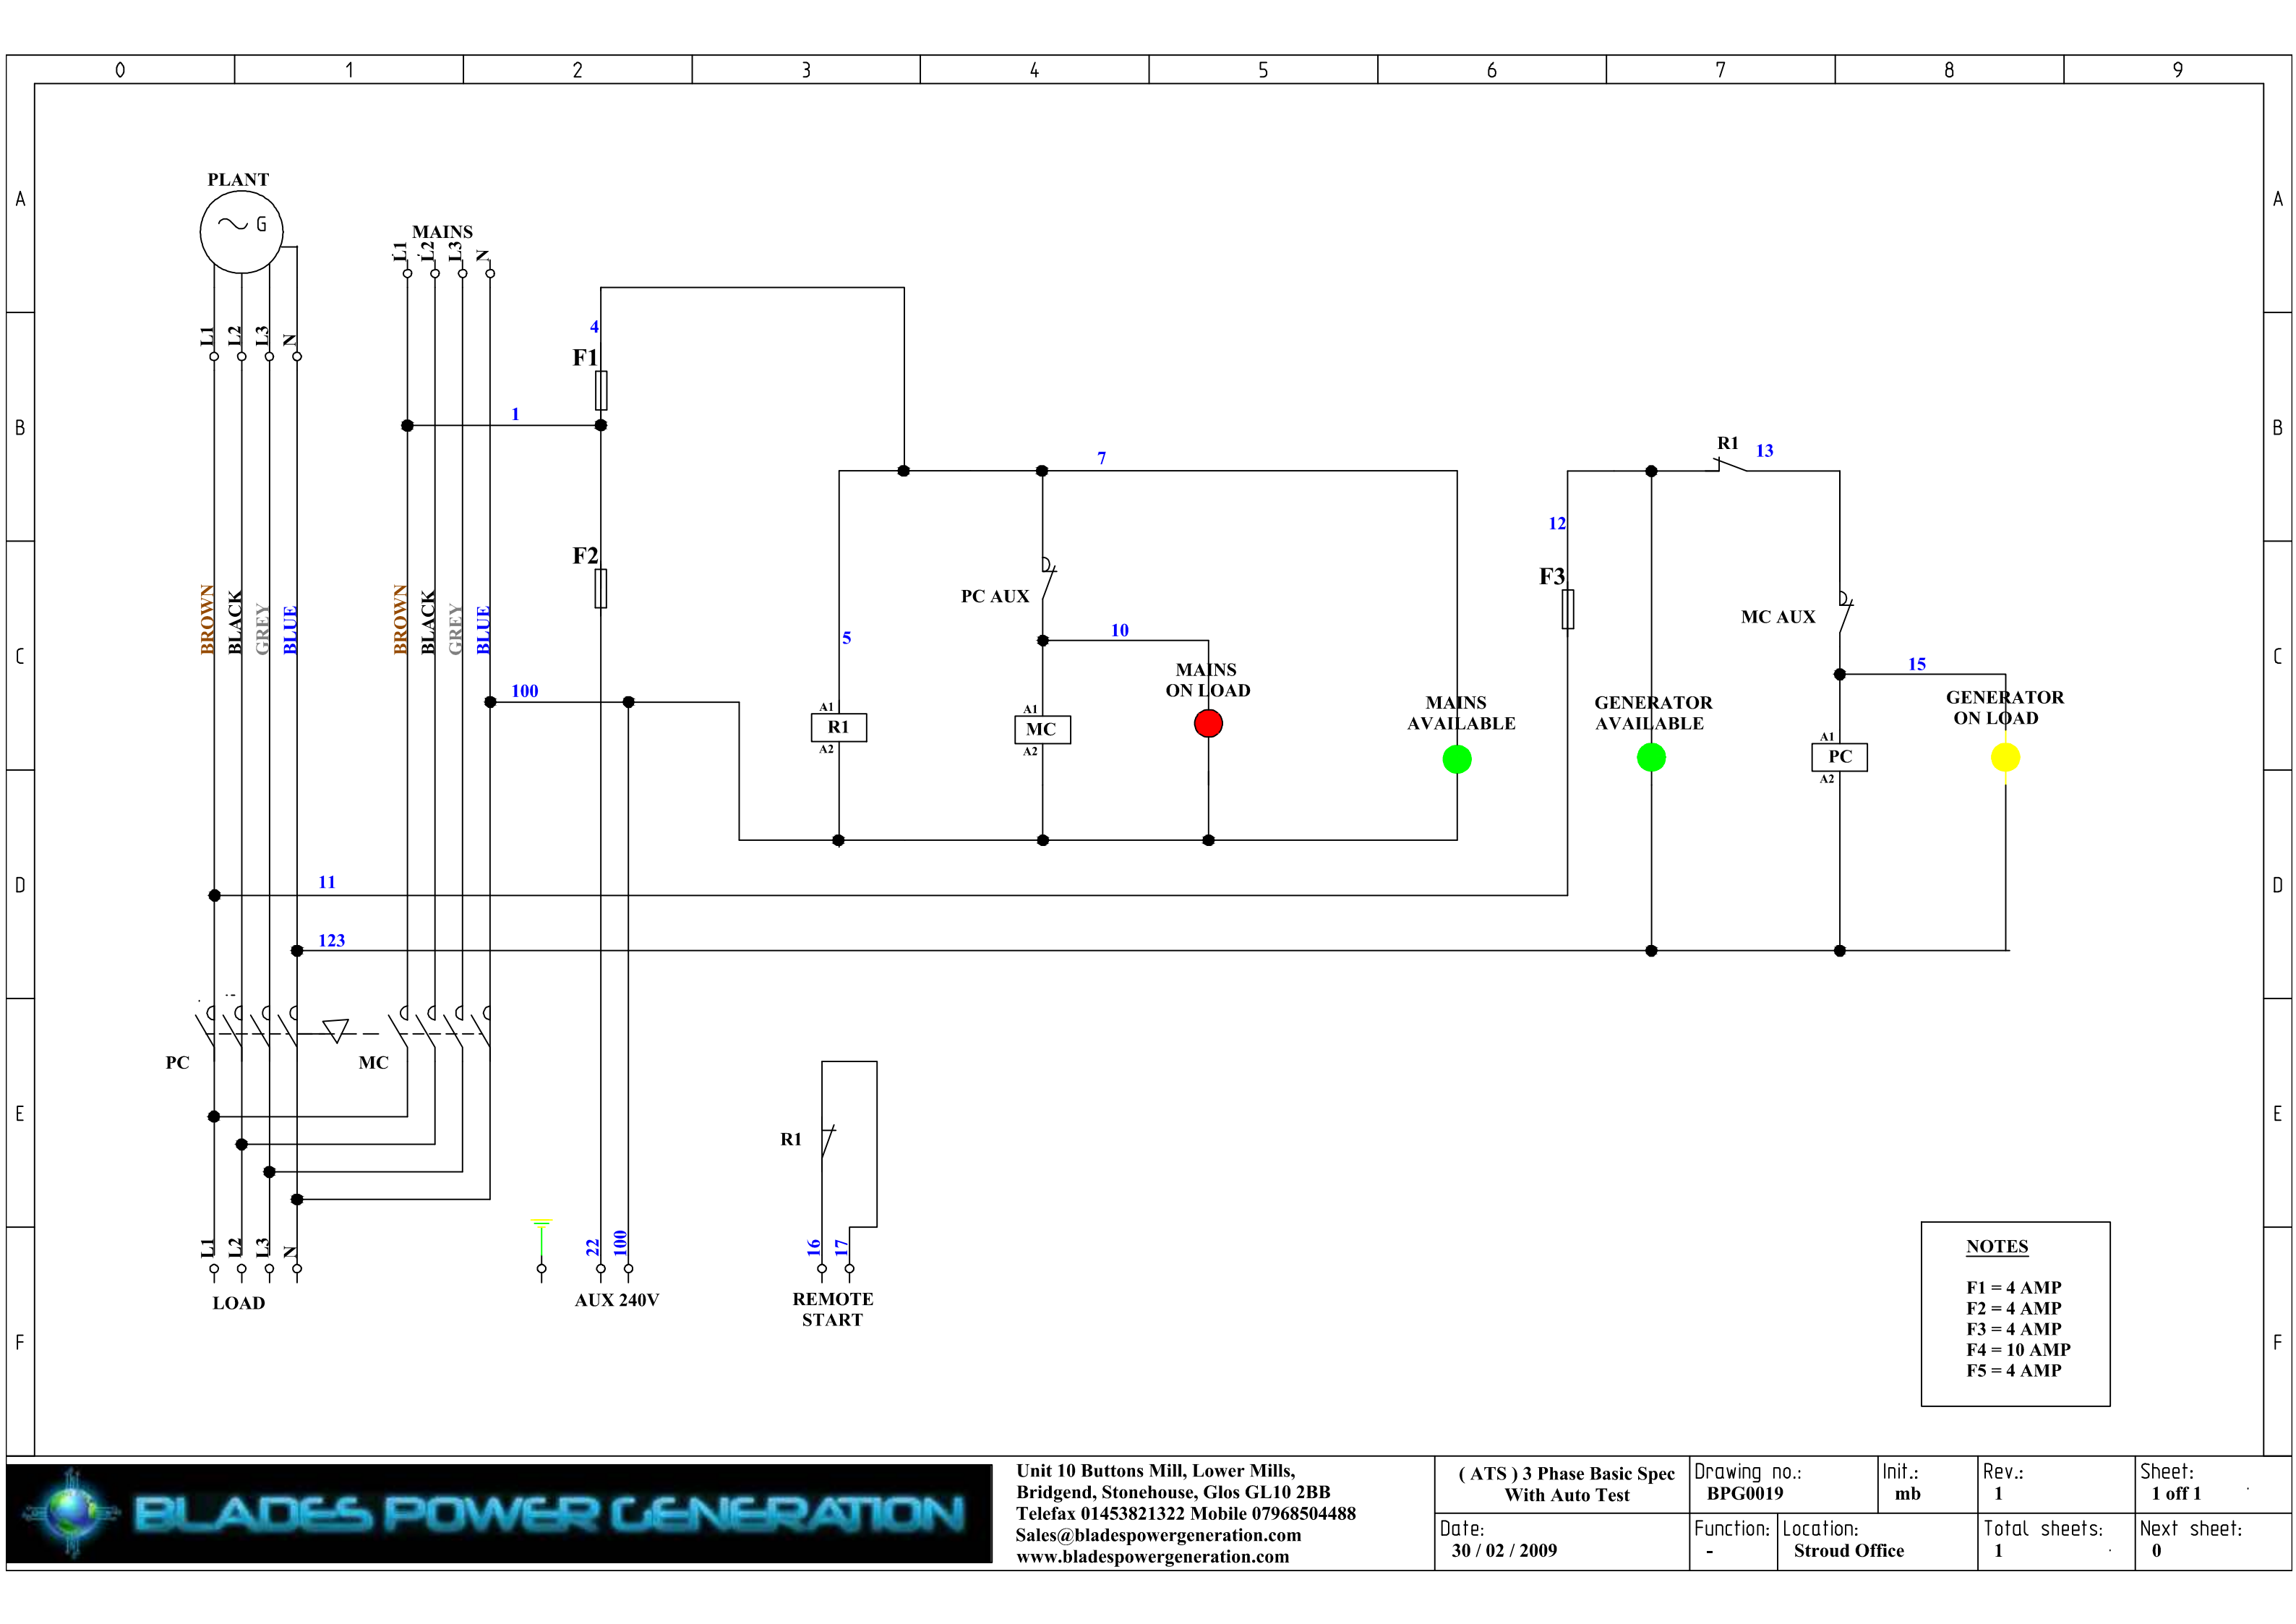 0 1 2 3 4 5 6 7 8 9
A A
B B
C C
D D
E E
F F
PLANT
G
MAINS
L1 L2 L3 N
L1 L2 L3 N
4
F1
1
7
R1
13
12
F2
F3
PC AUX
MC AUX
BROWN BLACK GREY BLUE
BROWN BLACK GREY BLUE
5
10
15
100
MAINS
ON LOAD
MAINS
AVAILABLE
GENERATOR
AVAILABLE
GENERATOR
ON LOAD
A1
R1
A2
A1
MC
A2
A1
PC
A2
11
123
PC
MC
R1
L1 L2 L3 N
22 100
16 17
LOAD
AUX 240V
REMOTE
START
NOTES
F1 = 4 AMP
F2 = 4 AMP
F3 = 4 AMP
F4 = 10 AMP
F5 = 4 AMP
BLADES POWER GENERATION
Unit 10 Buttons Mill, Lower Mills,
Bridgend, Stonehouse, Glos GL10 2BB
Telefax 01453821322 Mobile 07968504488
Sales@bladespowergeneration.com
www.bladespowergeneration.com
( ATS ) 3 Phase Basic Spec
With Auto Test
Date:
30 / 02 / 2009
Drawing no.:
BPG0019
Init.:
mb
Rev.:
1
Sheet:
1 off 1
Function:
-
Location:
Stroud Office
Total sheets:
1
Next sheet:
0